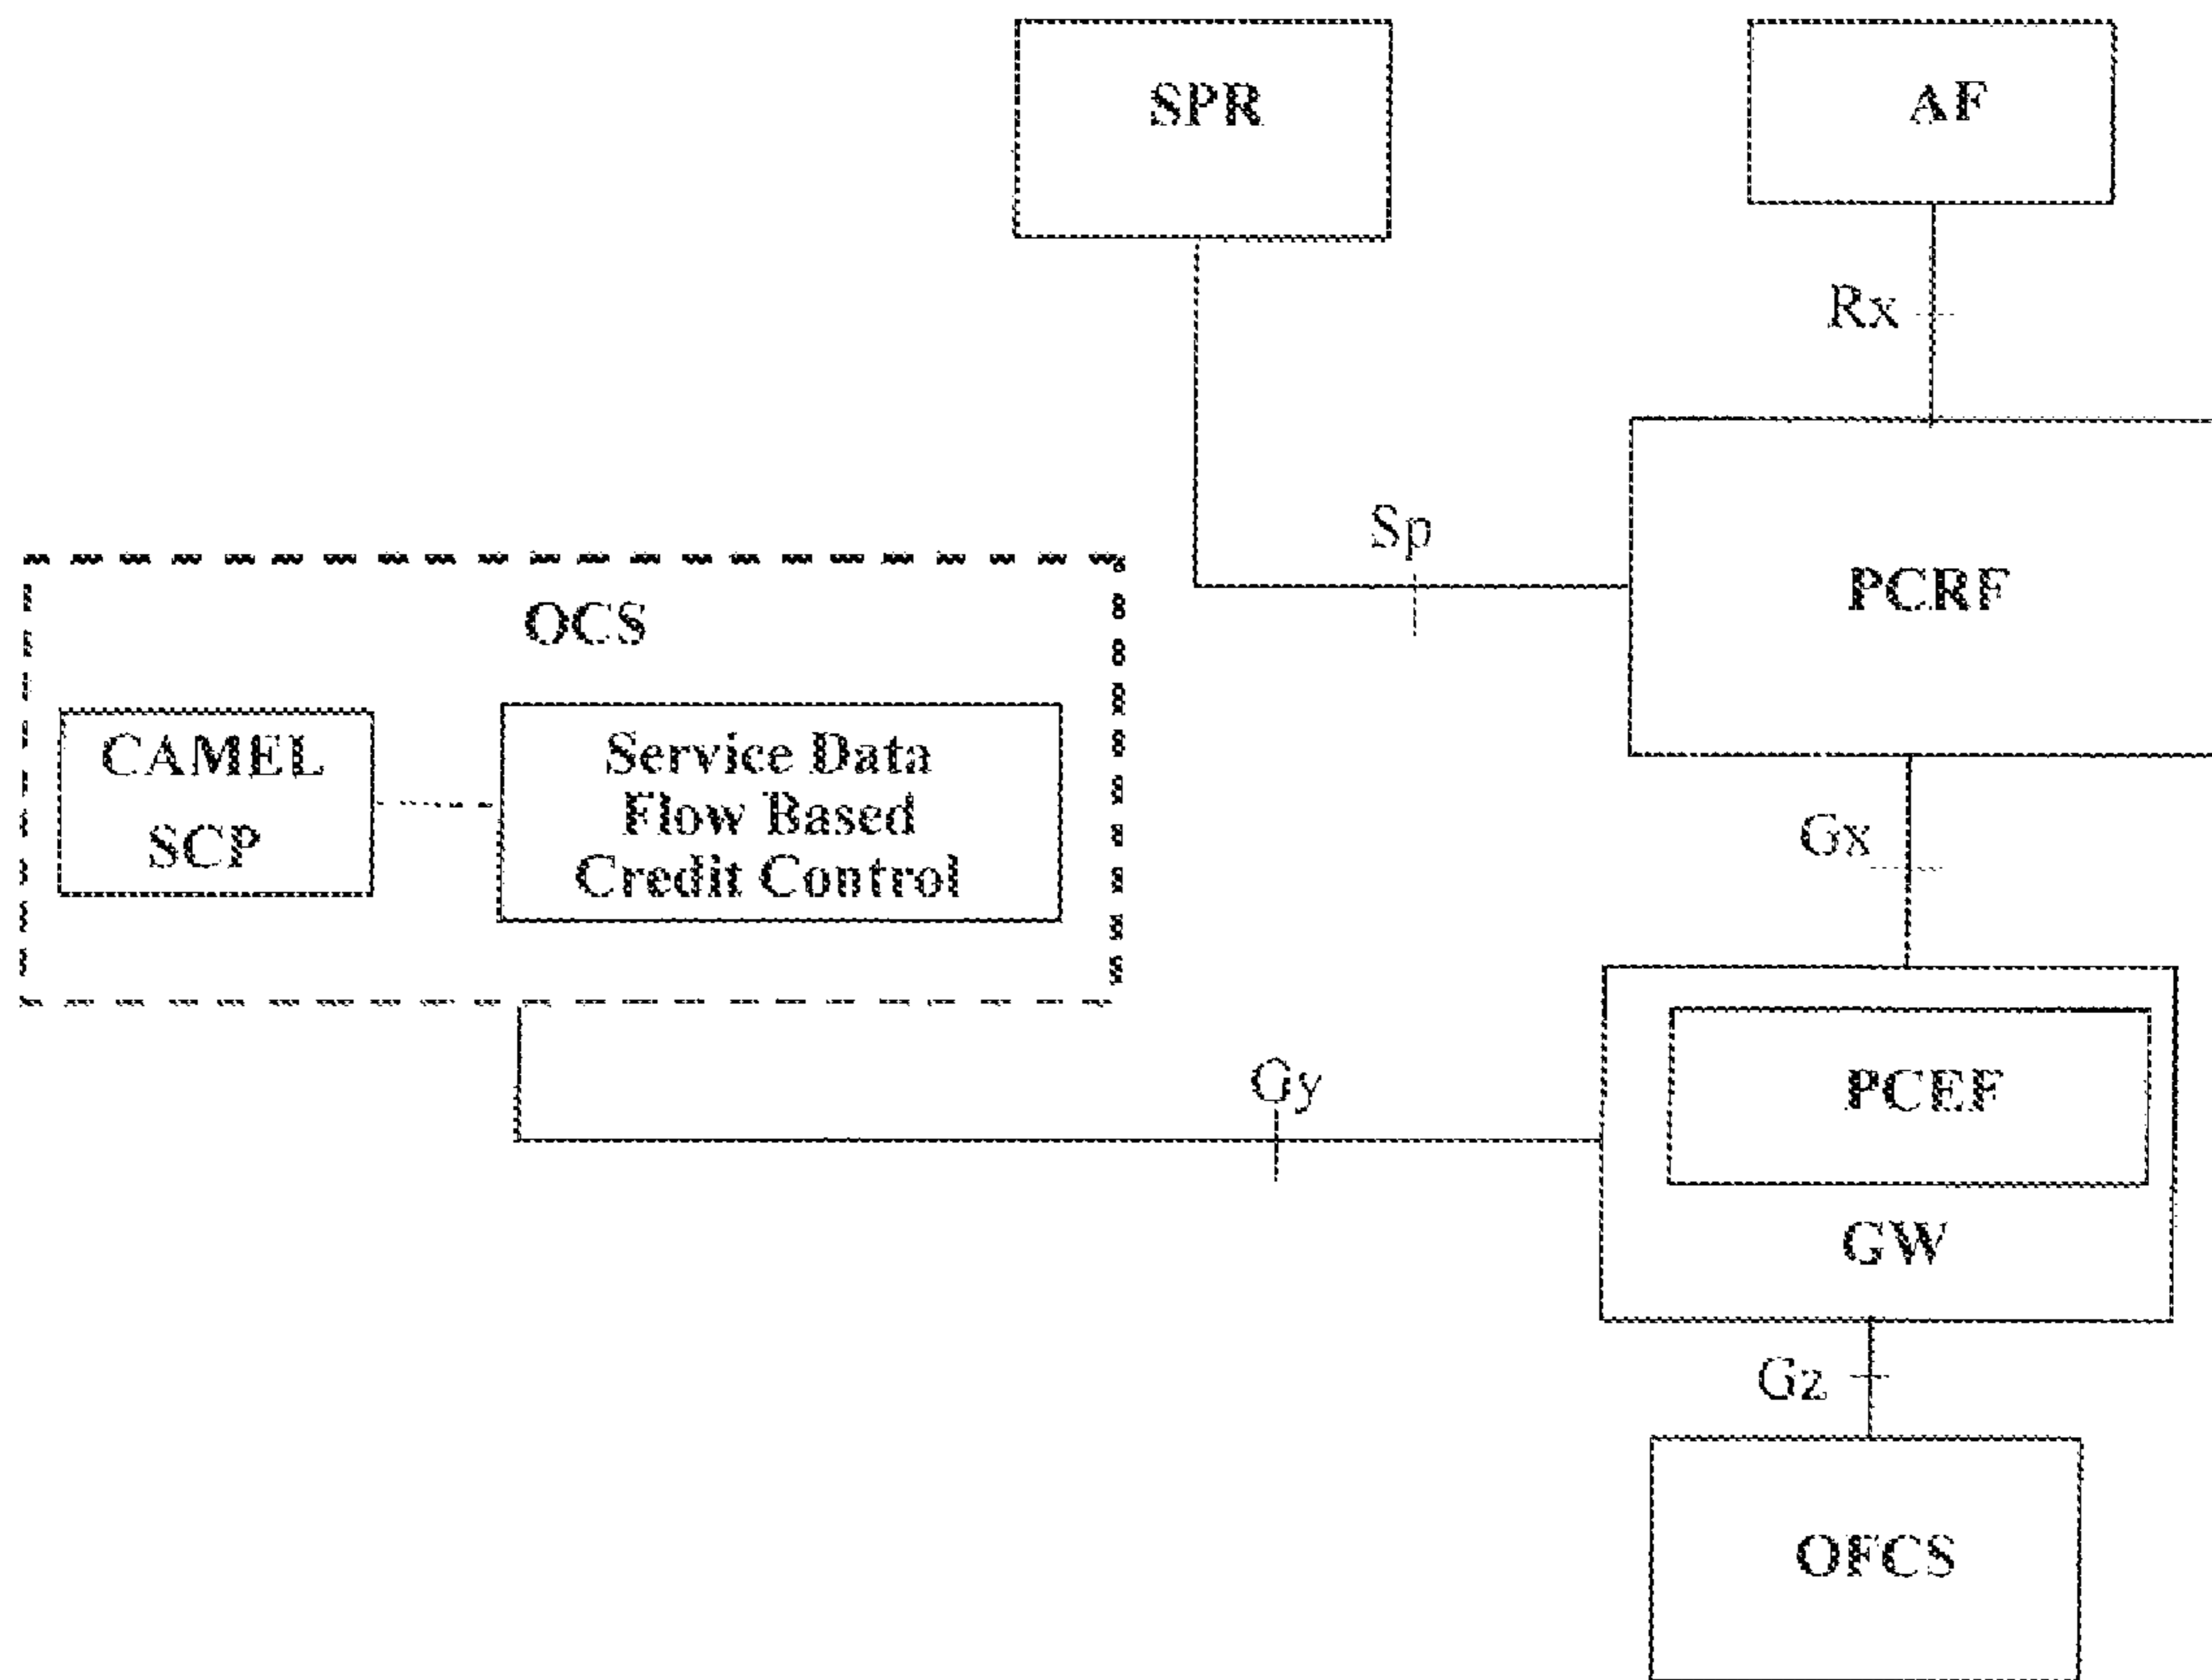 SPR
AF
Rx
Sp
PCRF
OCS
CAMEL
SCP
Service Data
Flow Based
Credit Control
Gx
PCEF
Gy
GW
Gz
OFCS